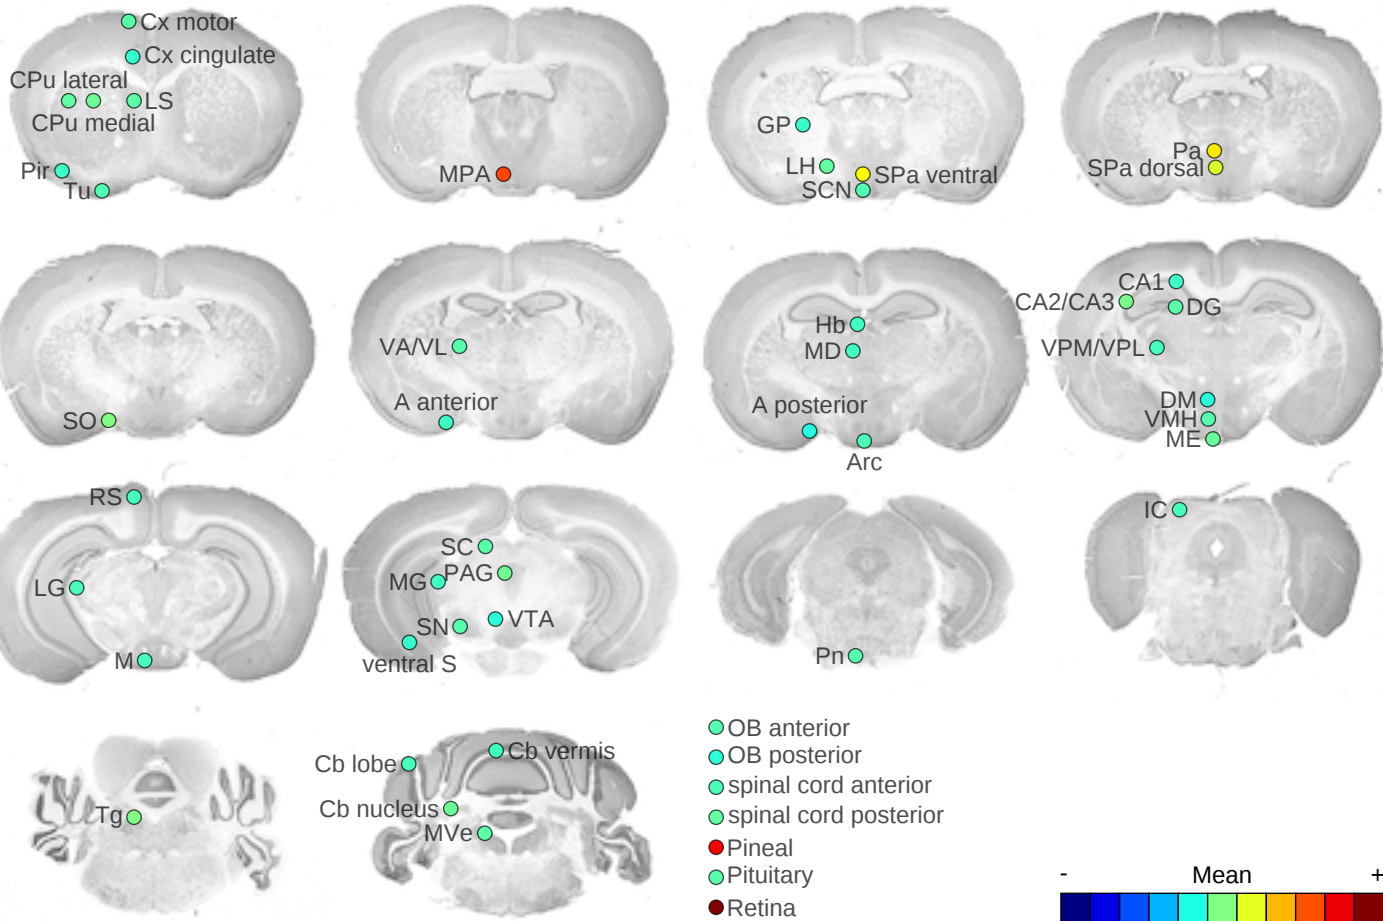 Cx motor
Cx cingulate
CPu lateral
LS
CPu medial
Pir
Tu
MPA
GP
LH
SPa ventral
SCN
Pa
SPa dorsal
SO
VA/VL
A anterior
Hb
MD
A posterior
Arc
CA1
CA2/CA3
DG
VPM/VPL
DM
VMH
ME
RS
LG
M
SC
MG
PAG
SN
VTA
ventral S
Pn
IC
Tg
Cb lobe
Cb vermis
Cb nucleus
MVe
OB anterior
OB posterior
spinal cord anterior
spinal cord posterior
Pineal
Pituitary
Retina
- Mean +